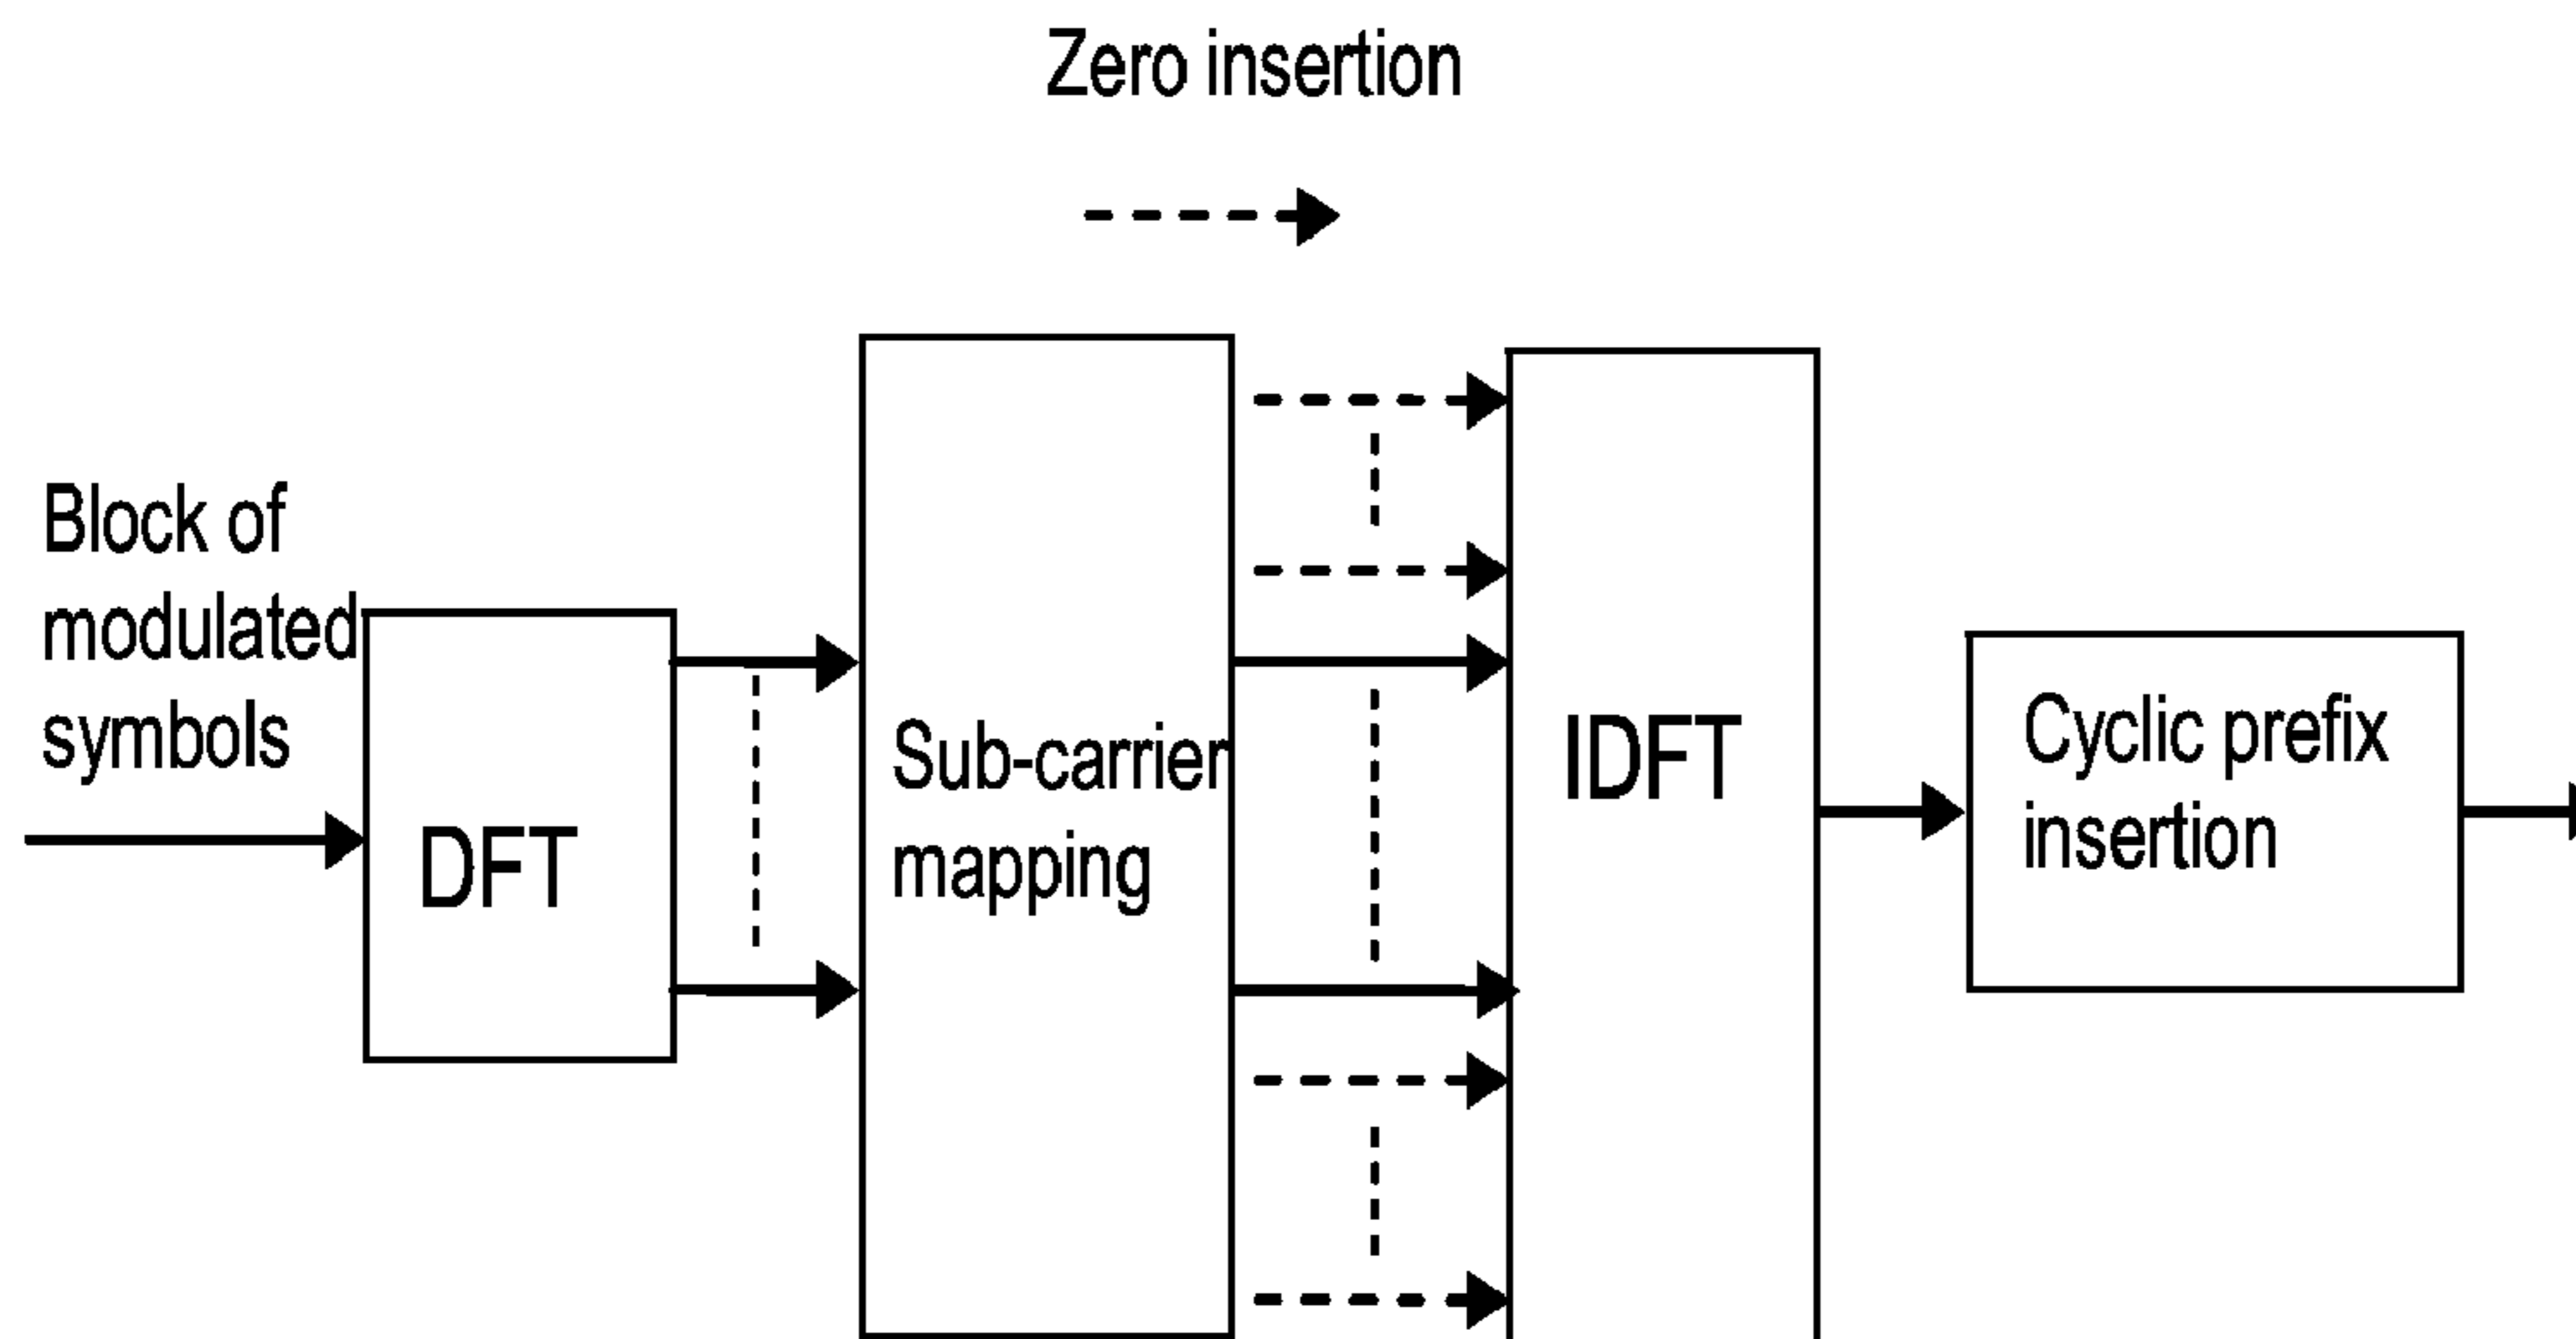 Zero insertion
Block of
modulated
symbols
DFT
Sub-carrier
mapping
IDFT
Cyclic prefix
insertion